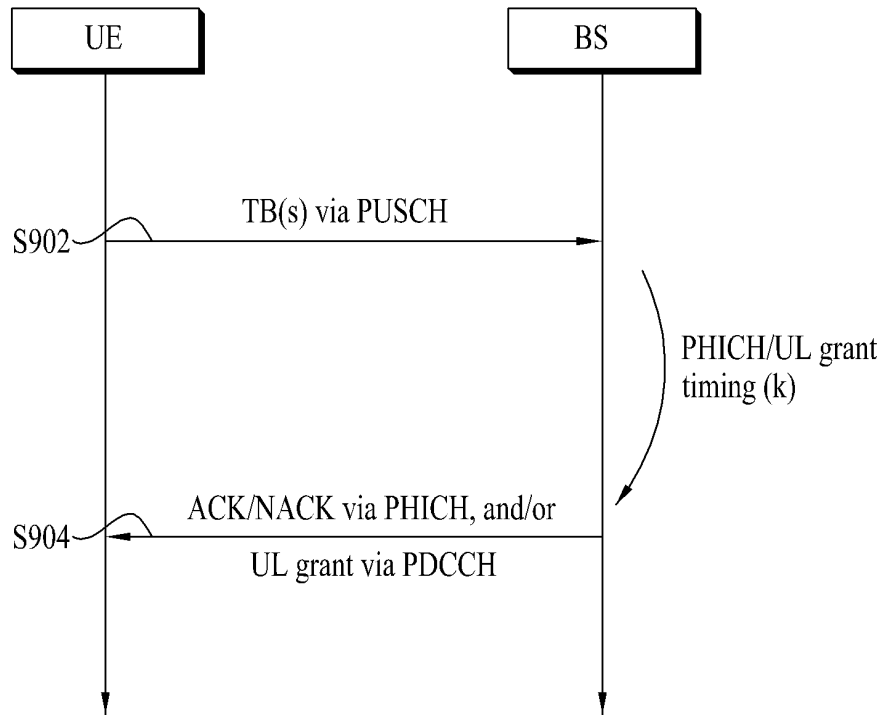 UE
BS
TB(s) via PUSCH
S902
PHICH/UL grant
timing (k)
ACK/NACK via PHICH, and/or
S904
UL grant via PDCCH